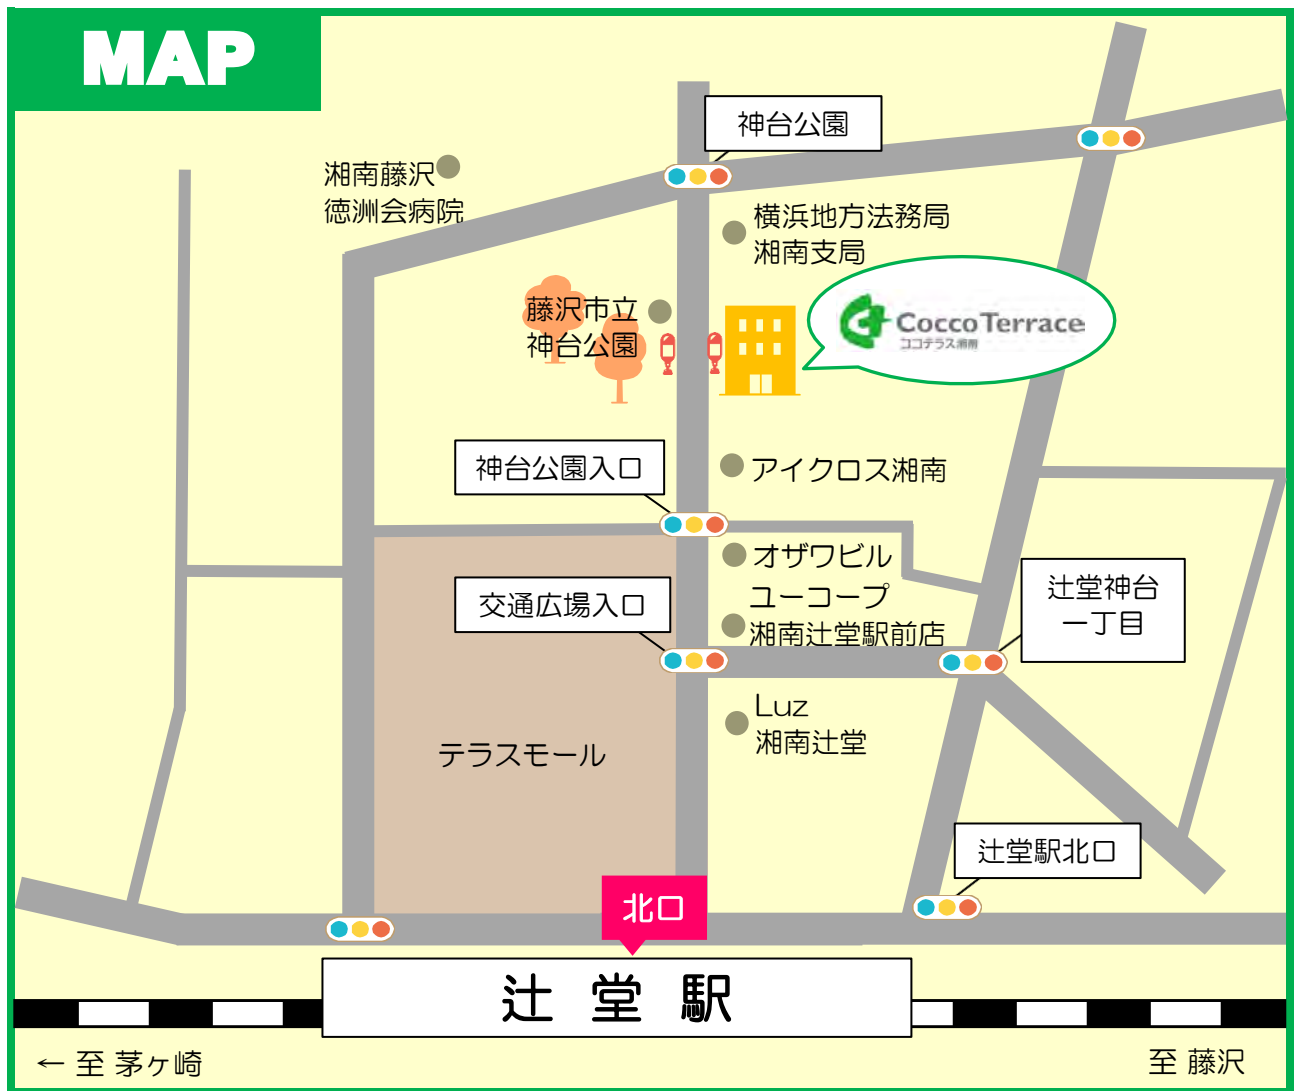 MAP
神台公園
湘南藤沢
徳洲会病院
横浜地方法務局
湘南支局
藤沢市立
神台公園
CoccoTerrace
ココテラス湘南
神台公園入口
アイクロス湘南
オザワビル
ユーコープ
湘南辻堂駅前店
交通広場入口
辻堂神台
一丁目
Luz
湘南辻堂
テラスモール
辻堂駅北口
北口
辻堂駅
← 至 茅ヶ崎
至 藤沢